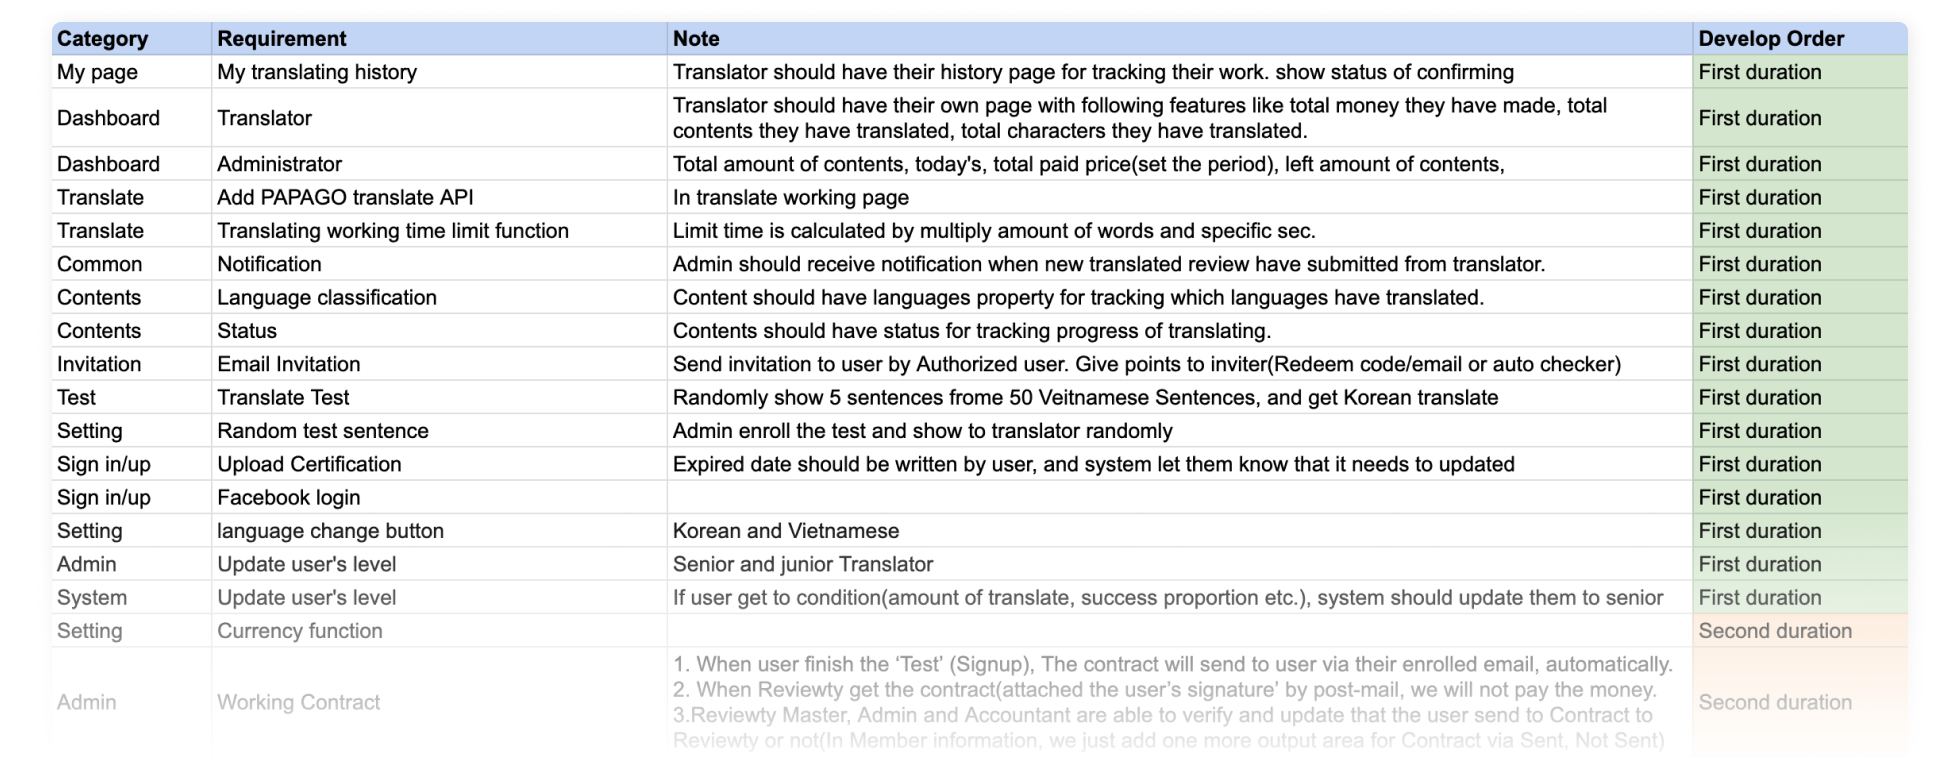 Category Requirement Note Develop Order
My page My translating history Translator should have their history page for tracking their work. show status of confirming First duration
Dashboard Translator Translator should have their own page with following features like total money they have made, total
contents they have translated, total characters they have translated. First duration
Dashboard Administrator Total amount of contents, today's, total paid price(set the period), left amount of contents, First duration
Translate Add PAPAGO translate API In translate working page First duration
Translate Translating working time limit function Limit time is calculated by multiply amount of words and specific sec. First duration
Common Notification Admin should receive notification when new translated review have submitted from translator. First duration
Contents Language classification Content should have languages property for tracking which languages have translated. First duration
Contents Status Contents should have status for tracking progress of translating. First duration
Invitation Email Invitation Send invitation to user by Authorized user. Give points to inviter(Redeem code/email or auto checker) First duration
Test Translate Test Randomly show 5 sentences frome 50 Veitnamese Sentences, and get Korean translate First duration
Setting Random test sentence Admin enroll the test and show to translator randomly First duration
Sign in/up Upload Certification Expired date should be written by user, and system let them know that it needs to updated First duration
Sign in/up Facebook login First duration
Setting language change button Korean and Vietnamese First duration
Admin Update user's level Senior and junior Translator First duration
System Update user's level If user get to condition(amount of translate, success proportion etc.), system should update them to senior First duration
Setting Currency function Second duration
Admin Working Contract 1. When user finish the ‘Test’ (Signup), The contract will send to user via their enrolled email, automatically.
2. When Reviewty get the contract(attached the user’s signature’ by post-mail, we will not pay the money.
3.Reviewty Master, Admin and Accountant are able to verify and update that the user send to Contract to
Reviewty or not(In Member information, we just add one more output area for Contract via Sent, Not Sent) Second duration